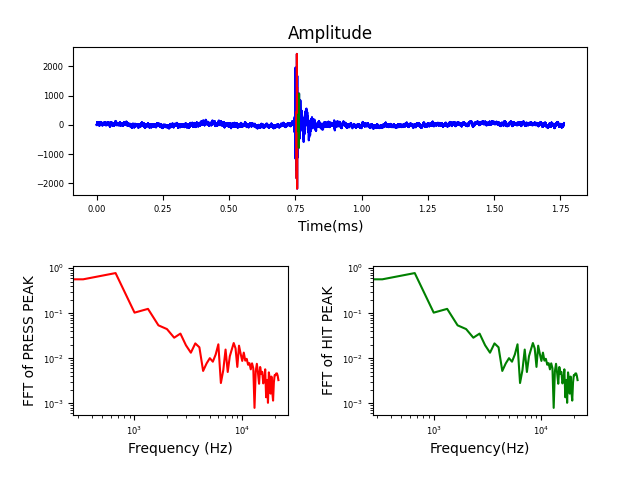 Amplitude
2000
1000
0
−1000
−2000
0.00 0.25 0.50 0.75 1.00 1.25 1.50 1.75
Time(ms)
FFT of PRESS PEAK
10⁰
10⁻¹
10⁻²
10⁻³
10³ 10⁴
Frequency (Hz)
FFT of HIT PEAK
10⁰
10⁻¹
10⁻²
10⁻³
10³ 10⁴
Frequency(Hz)